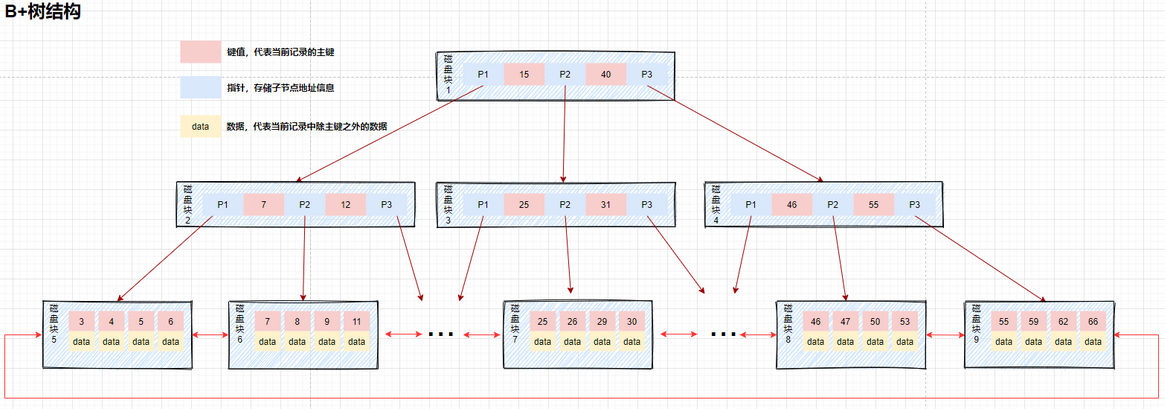 B+树结构
键值，代表当前记录的主键
指针，存储子节点地址信息
data 数据，代表当前记录中除主键之外的数据
磁盘块1 P1 15 P2 40 P3
磁盘块2 P1 7 P2 12 P3
磁盘块3 P1 25 P2 31 P3
磁盘块4 P1 46 P2 55 P3
磁盘块5
3 4 5 6
data data data data
磁盘块6
7 8 9 11
data data data data
...
磁盘块7
25 26 29 30
data data data data
...
磁盘块8
46 47 50 53
data data data data
磁盘块9
55 59 62 66
data data data data